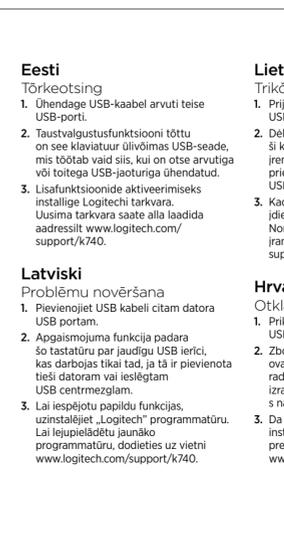 Eesti
Tõrkeotsing
1. Ühendage USB-kaabel arvuti teise
USB-porti.
2. Taustvalgustusfunktsiooni tõttu
on see klaviatuur ülivõimas USB-seade,
mis töötab vaid siis, kui on otse arvutiga
või toitega USB-jaoturiga ühendatud.
3. Lisafunktsioonide aktiveerimiseks
installige Logitechi tarkvara.
Uusima tarkvara saate alla laadida
aadressilt www.logitech.com/
support/k740.
Latviski
Problēmu novēršana
1. Pievienojiet USB kabeli citam datora
USB portam.
2. Apgaismojuma funkcija padara
šo tastatūru par jaudīgu USB ierīci,
kas darbojas tikai tad, ja tā ir pievienota
tieši datoram vai ieslēgtam
USB centrmezglam.
3. Lai iespējotu papildu funkcijas,
uzinstalējiet „Logitech” programmatūru.
Lai lejupielādētu jaunāko
programmatūru, dodieties uz vietni
www.logitech.com/support/k740.